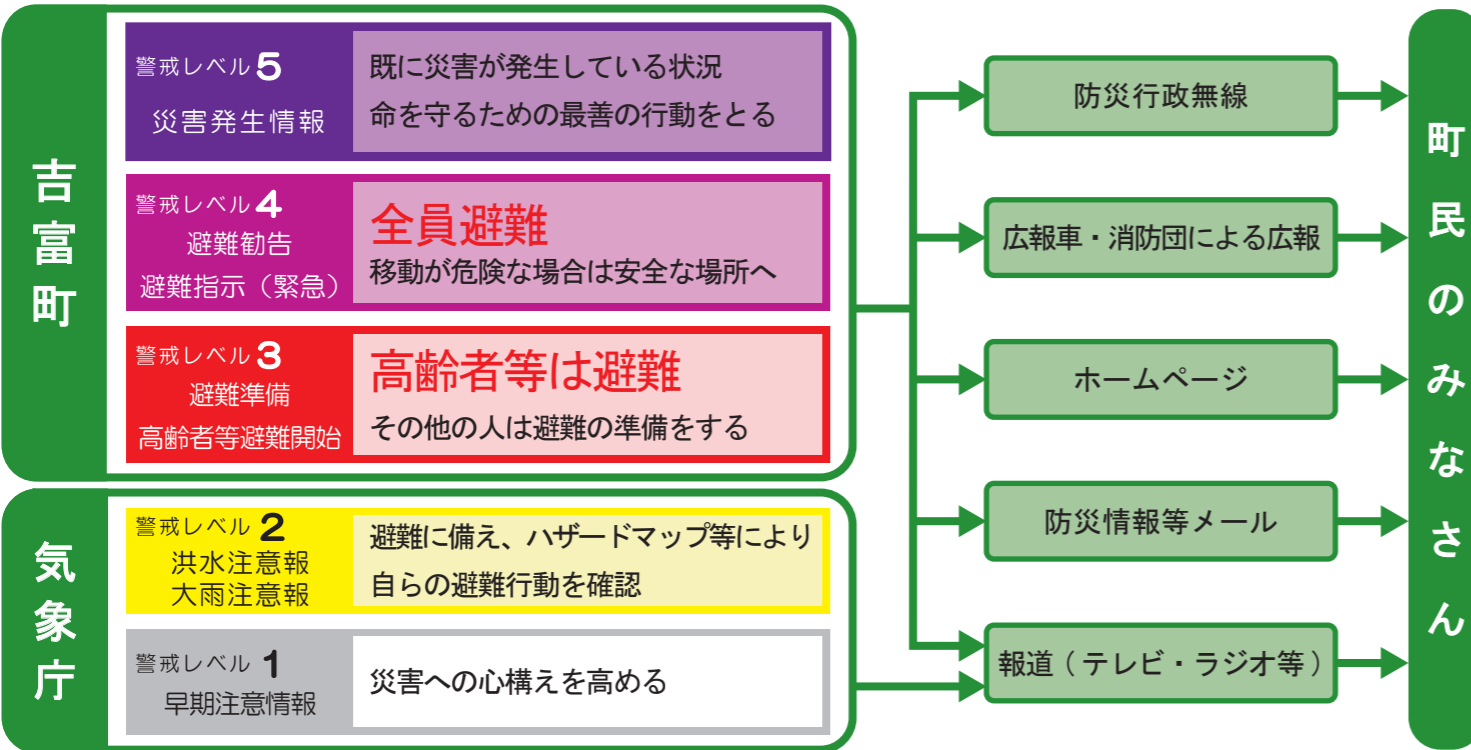 吉富町
警戒レベル 5
災害発生情報
既に災害が発生している状況
命を守るための最善の行動をとる
警戒レベル 4
避難勧告
避難指示（緊急）
全員避難
移動が危険な場合は安全な場所へ
警戒レベル 3
避難準備
高齢者等避難開始
高齢者等は避難
その他の人は避難の準備をする
気象庁
警戒レベル 2
洪水注意報
大雨注意報
避難に備え、ハザードマップ等により
自らの避難行動を確認
警戒レベル 1
早期注意情報
災害への心構えを高める
防災行政無線
広報車・消防団による広報
ホームページ
防災情報等メール
報道（テレビ・ラジオ等）
町民のみなさん